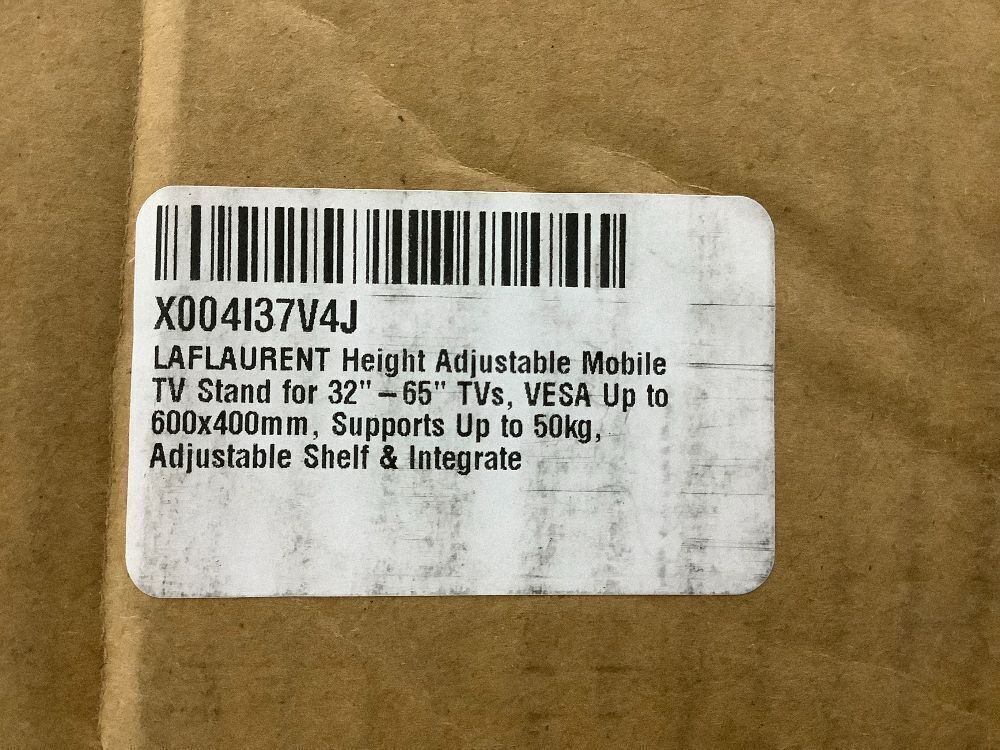 X004I37V4J
LAFLAURENT Height Adjustable Mobile
TV Stand for 32" – 65" TVs, VESA Up to
600x400mm, Supports Up to 50kg,
Adjustable Shelf & Integrate